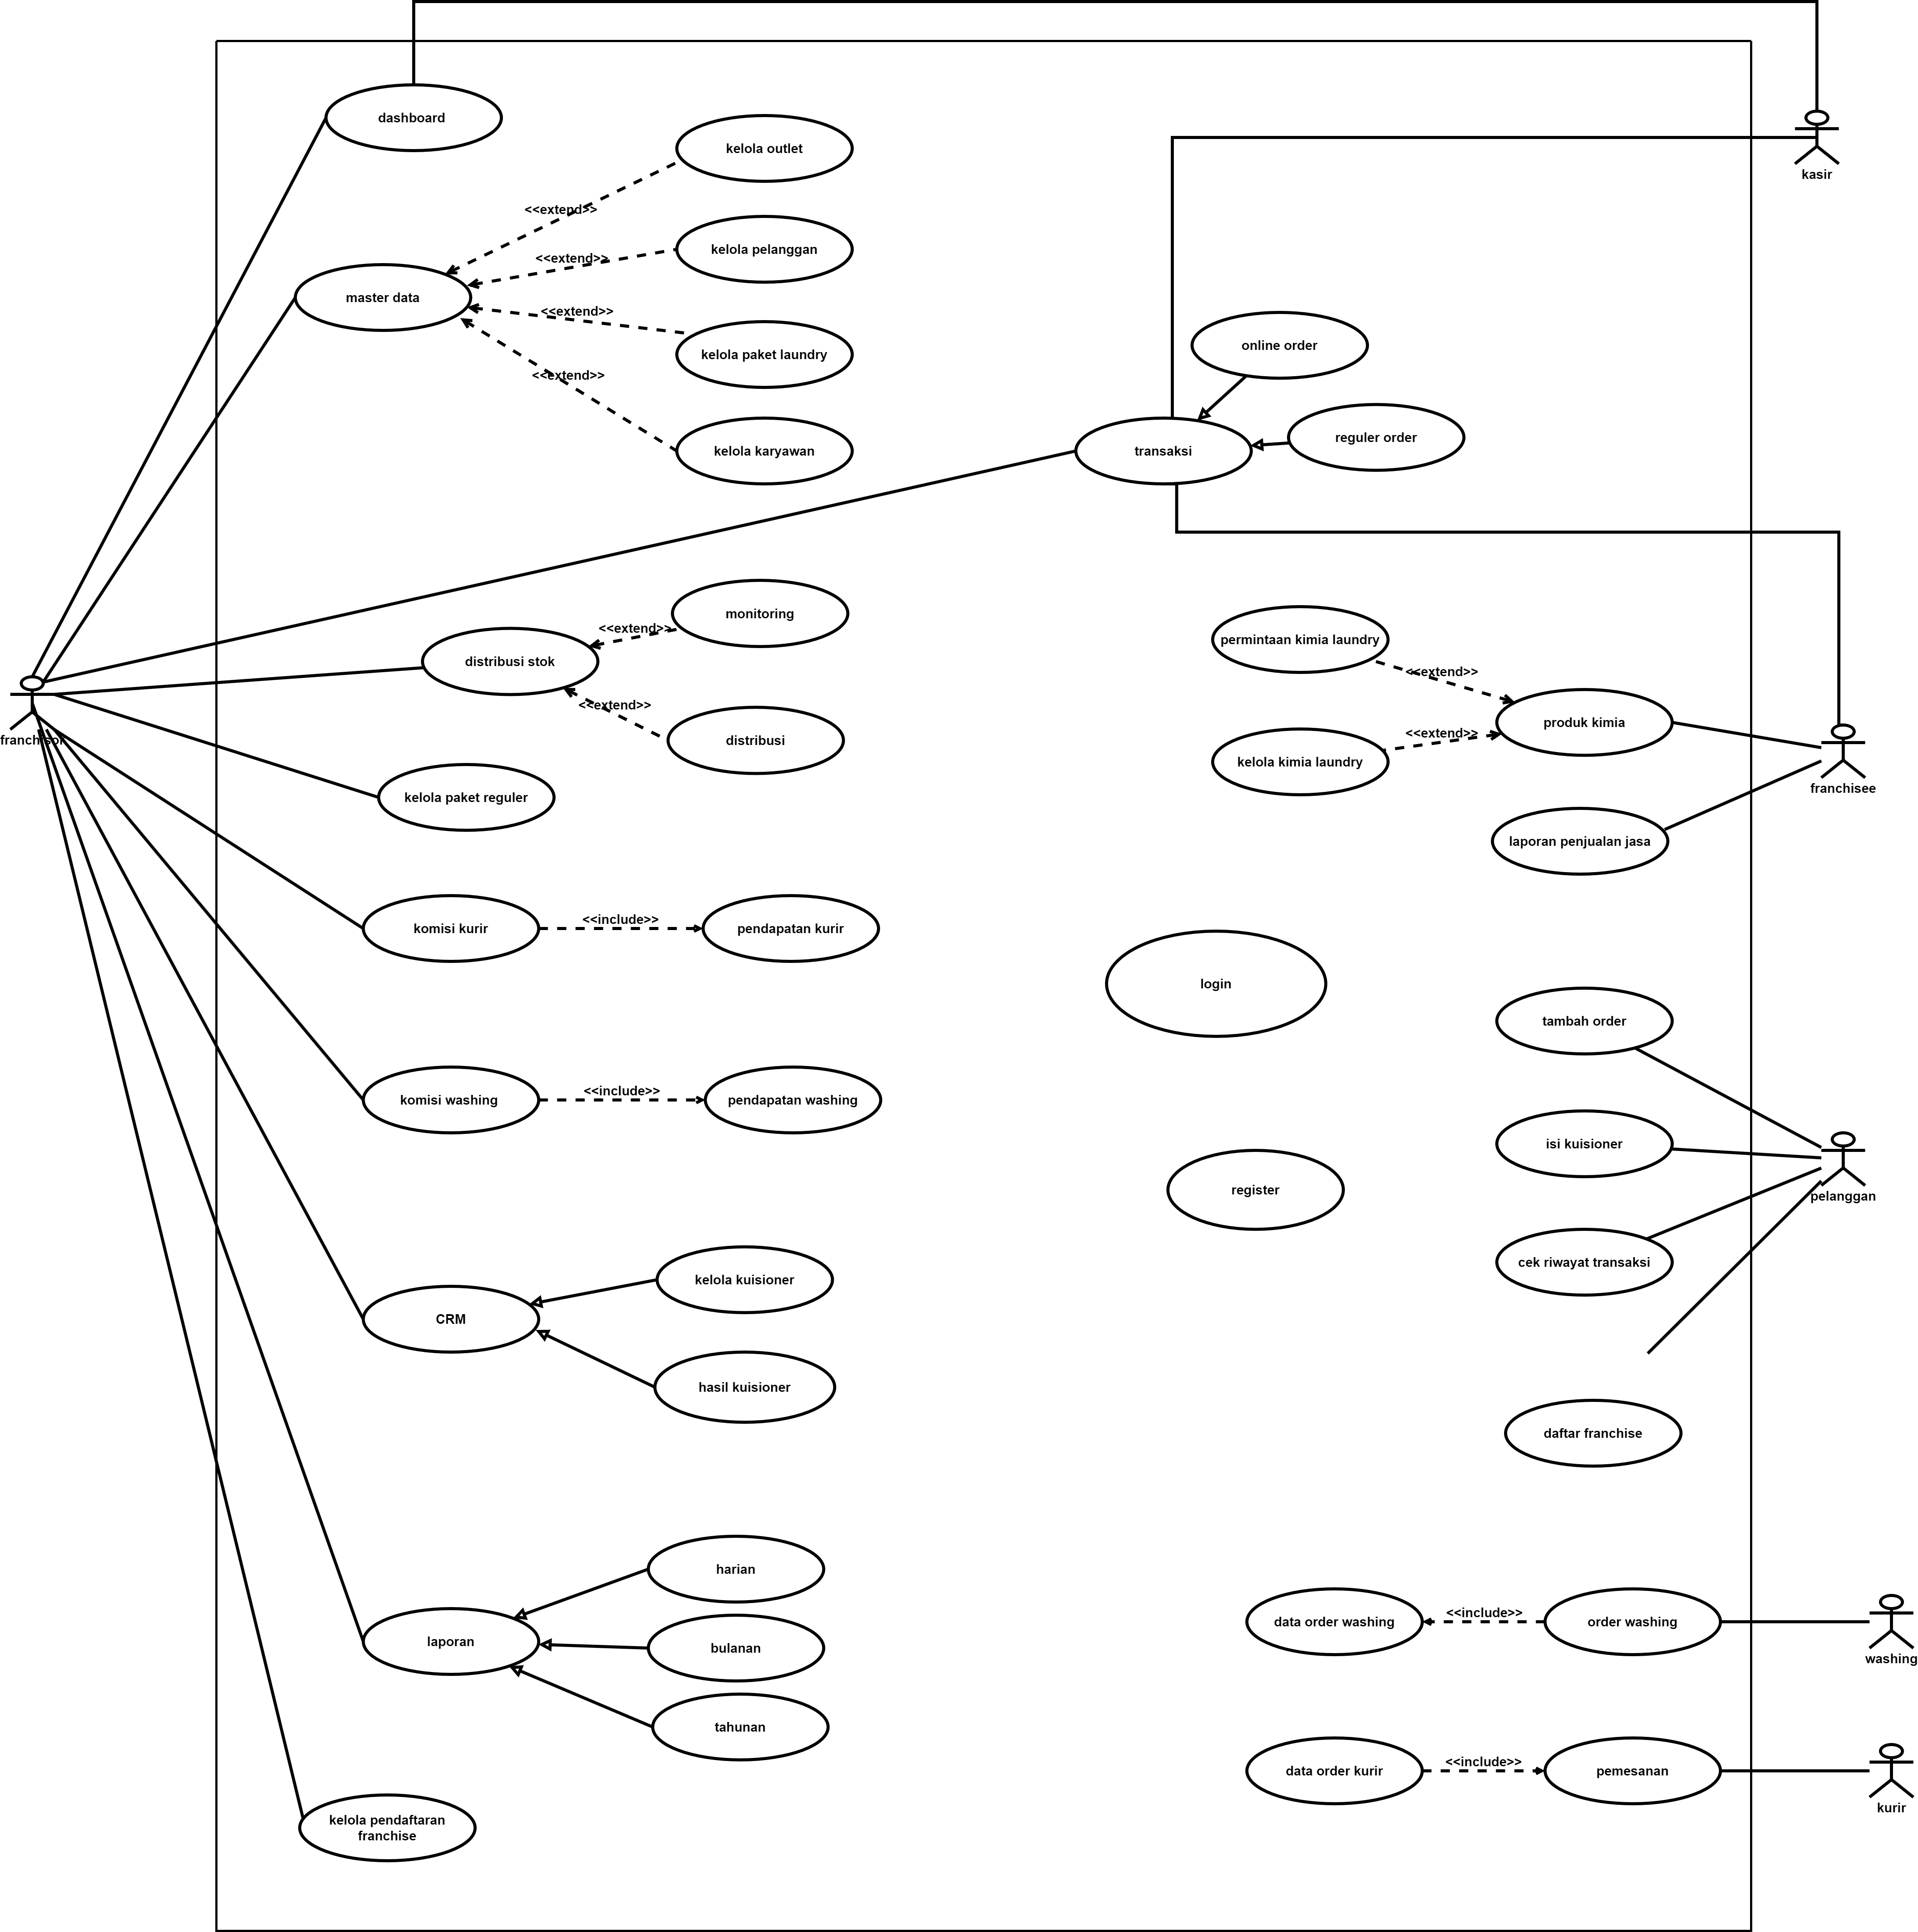 dashboard
kelola outlet
kasir
<<extend>>
kelola pelanggan
<<extend>>
master data
<<extend>>
kelola paket laundry
<<extend>>
kelola karyawan
online order
reguler order
transaksi
monitoring
<<extend>>
distribusi stok
<<extend>>
distribusi
franchisor
kelola paket reguler
permintaan kimia laundry
<<extend>>
produk kimia
<<extend>>
kelola kimia laundry
franchisee
laporan penjualan jasa
komisi kurir
<<include>>
pendapatan kurir
login
tambah order
komisi washing
<<include>>
pendapatan washing
isi kuisioner
register
pelanggan
cek riwayat transaksi
kelola kuisioner
CRM
hasil kuisioner
daftar franchise
harian
laporan
bulanan
tahunan
data order washing
<<include>>
order washing
washing
data order kurir
<<include>>
pemesanan
kurir
kelola pendaftaran
franchise